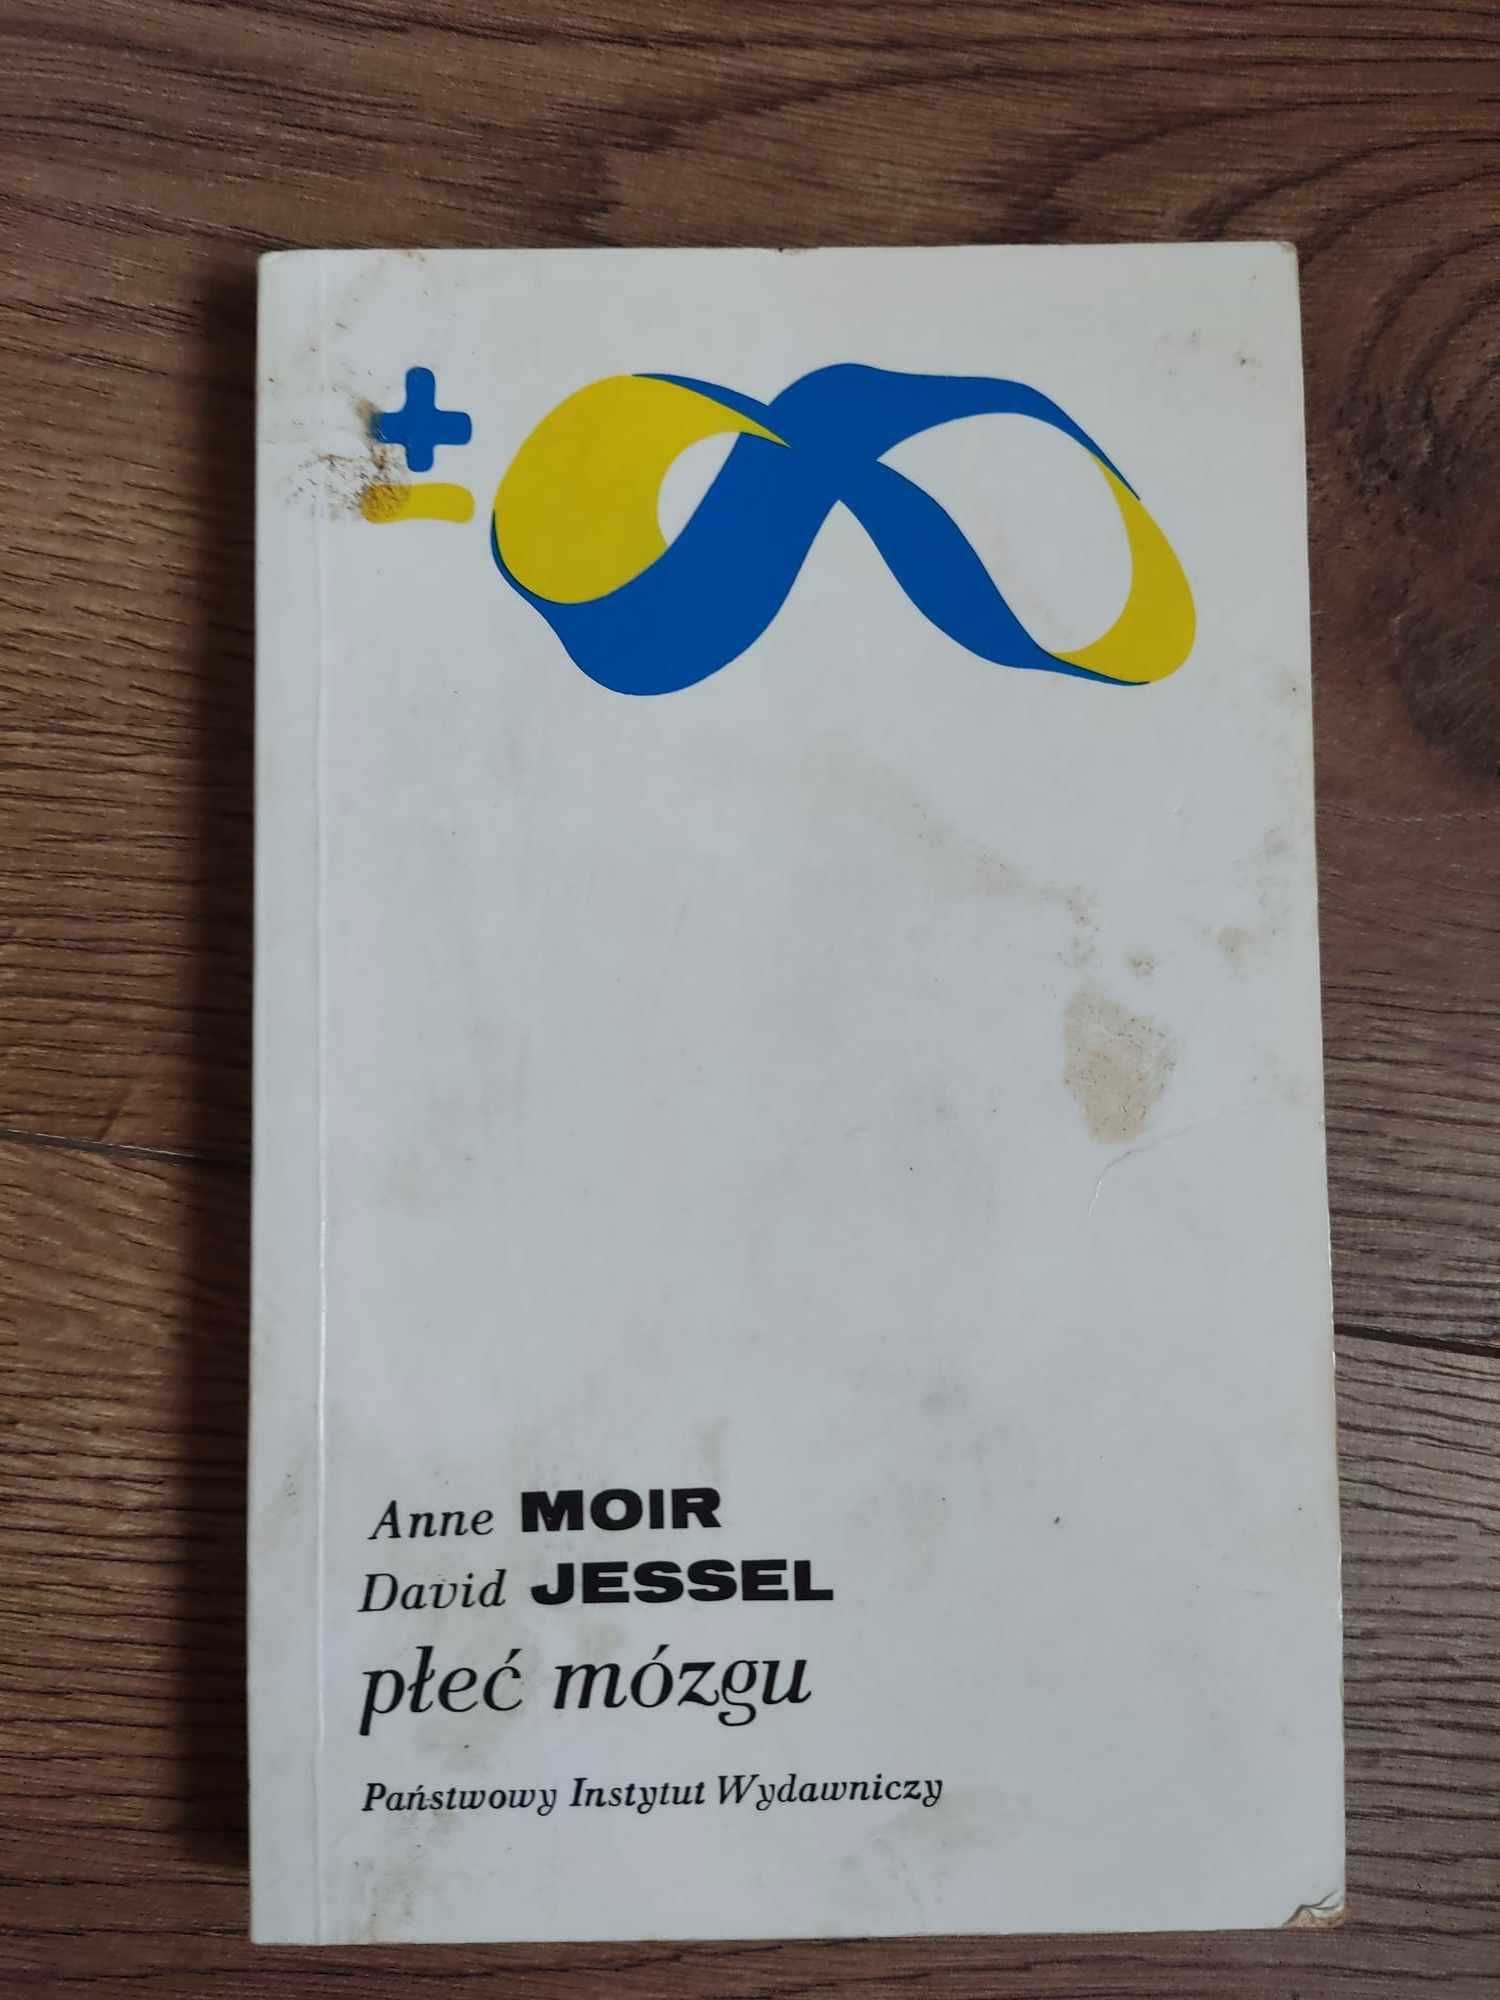 Anne MOIR
David JESSEL
płeć mózgu
Państwowy Instytut Wydawniczy